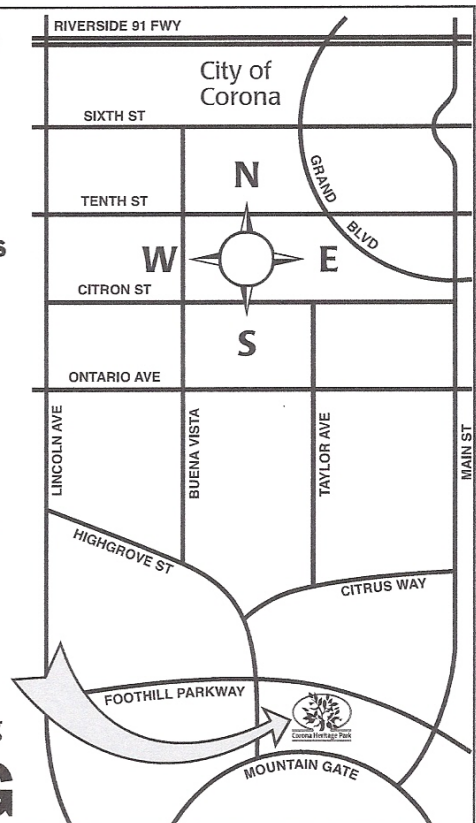 RIVERSIDE 91 FWY
City of
Corona
SIXTH ST
GRAND
BLVD
N
TENTH ST
W
E
CITRON ST
S
ONTARIO AVE
LINCOLN AVE
BUENA VISTA
TAYLOR AVE
MAIN ST
HIGHGROVE ST
CITRUS WAY
FOOTHILL PARKWAY
Corona Heritage Park
MOUNTAIN GATE
s
G